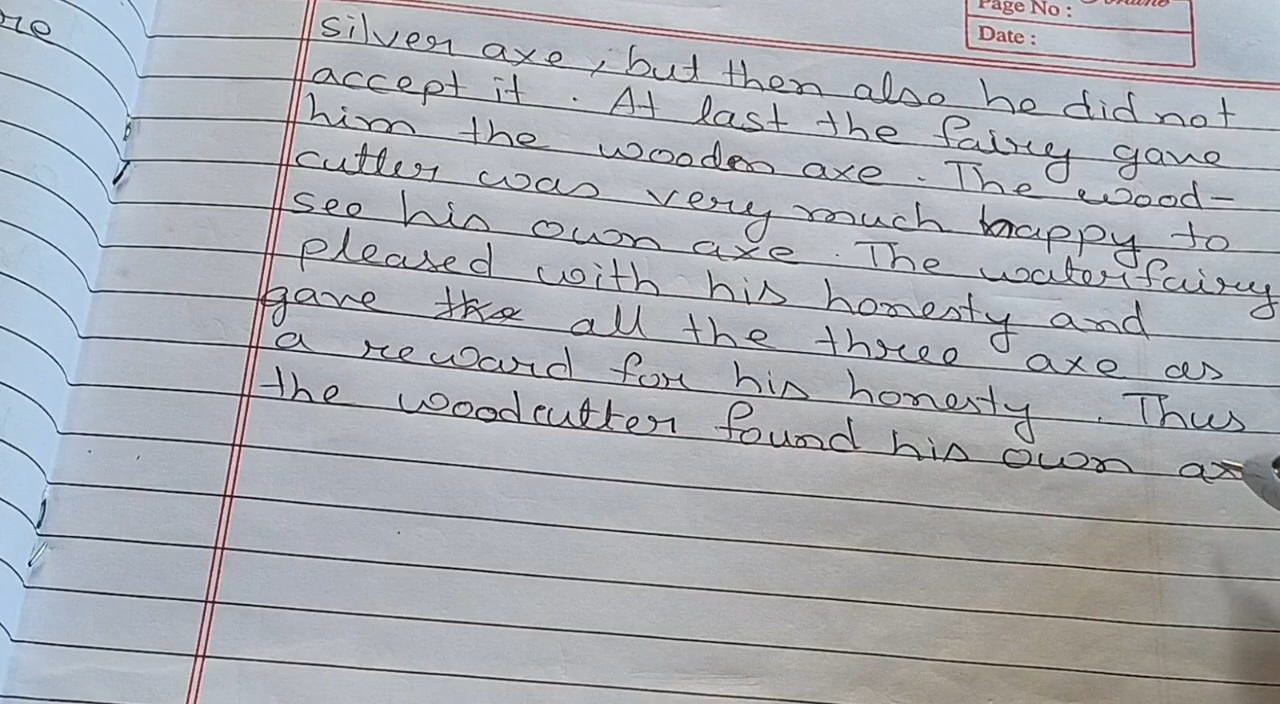 re
Page No :
Date :
silver axe, but then also he did not
accept it . At last the fairy gave
him the wooden axe . The wood-
cutter was very much happy to
see his own axe . The waterfairy
pleased with his honesty and
gave the all the three axe as
a reward for his honesty . Thus
the woodcutter found his own ax